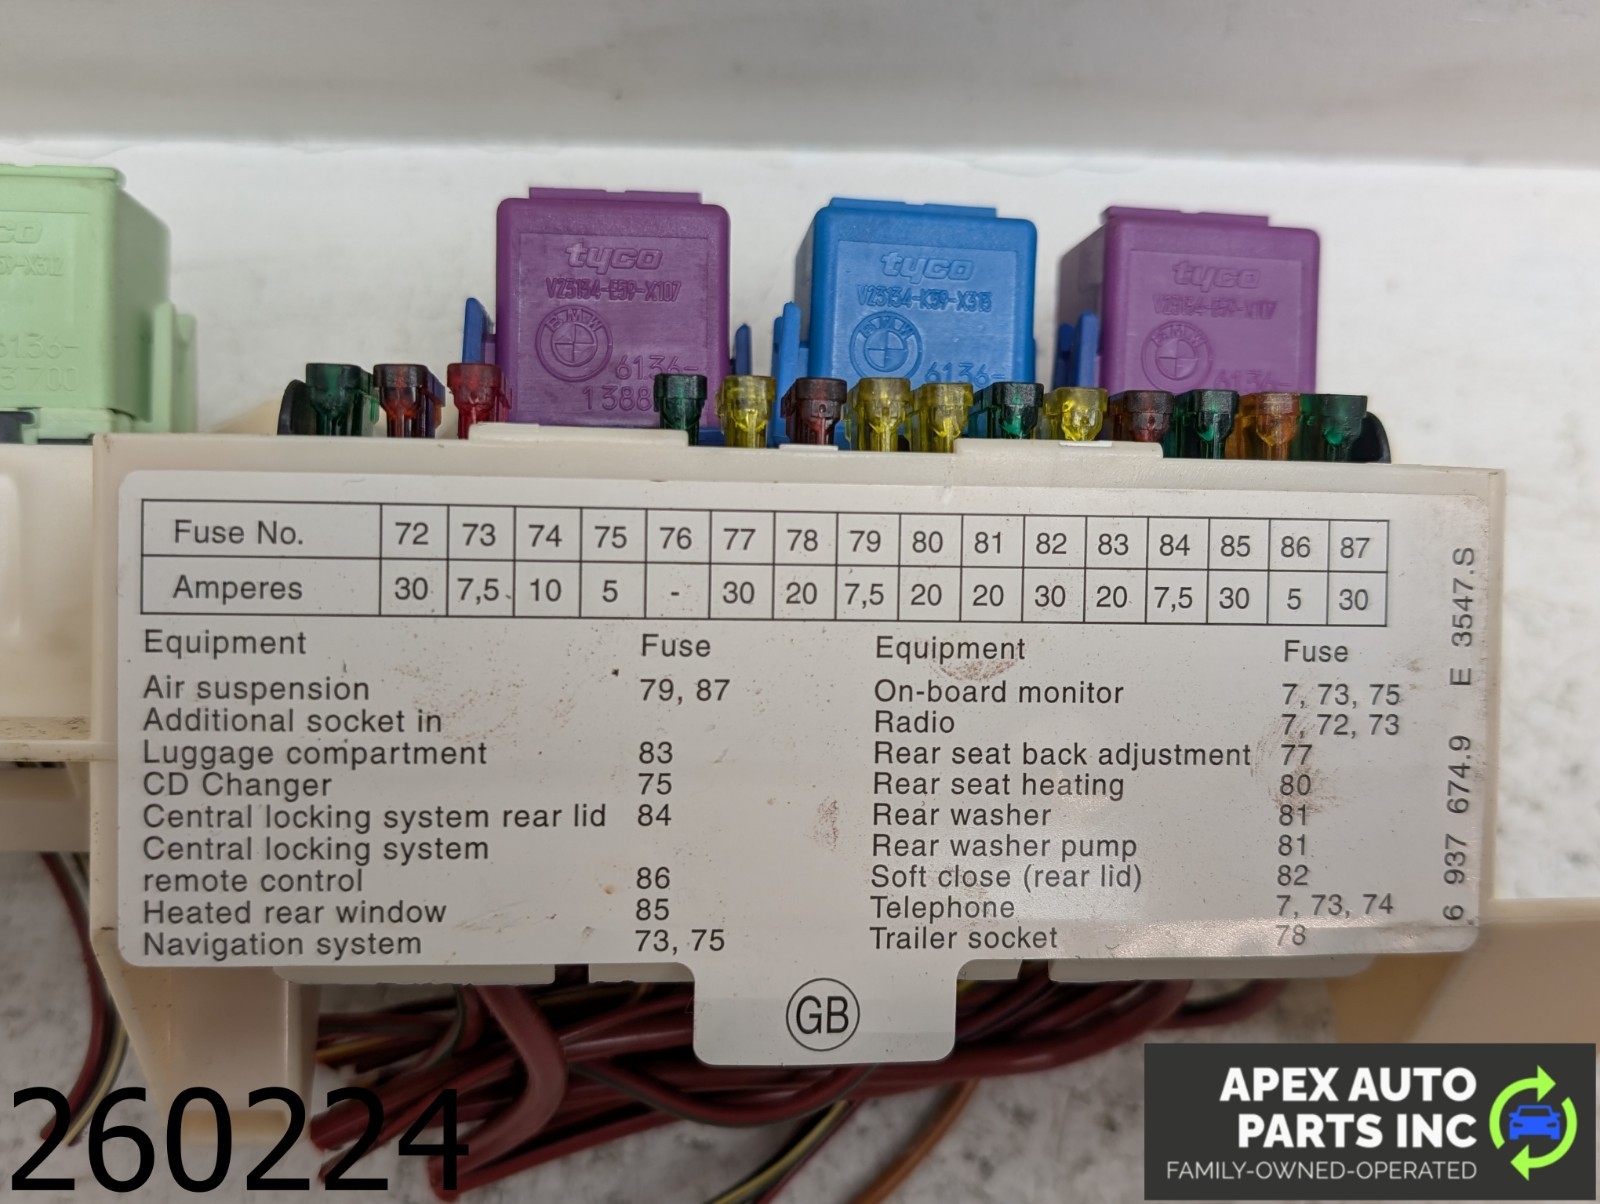 tyco
V23134-E59-X107
BMW
6136-
1388
tyco
V23134-K59-X313
BMW
6136-
tyco
BMW
6136-
6136-
700
Fuse No. 72 73 74 75 76 77 78 79 80 81 82 83 84 85 86 87
Amperes 30 7,5 10 5 - 30 20 7,5 20 20 30 20 7,5 30 5 30
Equipment Fuse
Air suspension 79, 87
Additional socket in
Luggage compartment 83
CD Changer 75
Central locking system rear lid 84
Central locking system
remote control 86
Heated rear window 85
Navigation system 73, 75
Equipment Fuse
On-board monitor 7, 73, 75
Radio 7, 72, 73
Rear seat back adjustment 77
Rear seat heating 80
Rear washer 81
Rear washer pump 81
Soft close (rear lid) 82
Telephone 7, 73, 74
Trailer socket 78
6 937 674.9 E 3547.S
GB
260224
APEX AUTO
PARTS INC
FAMILY-OWNED-OPERATED